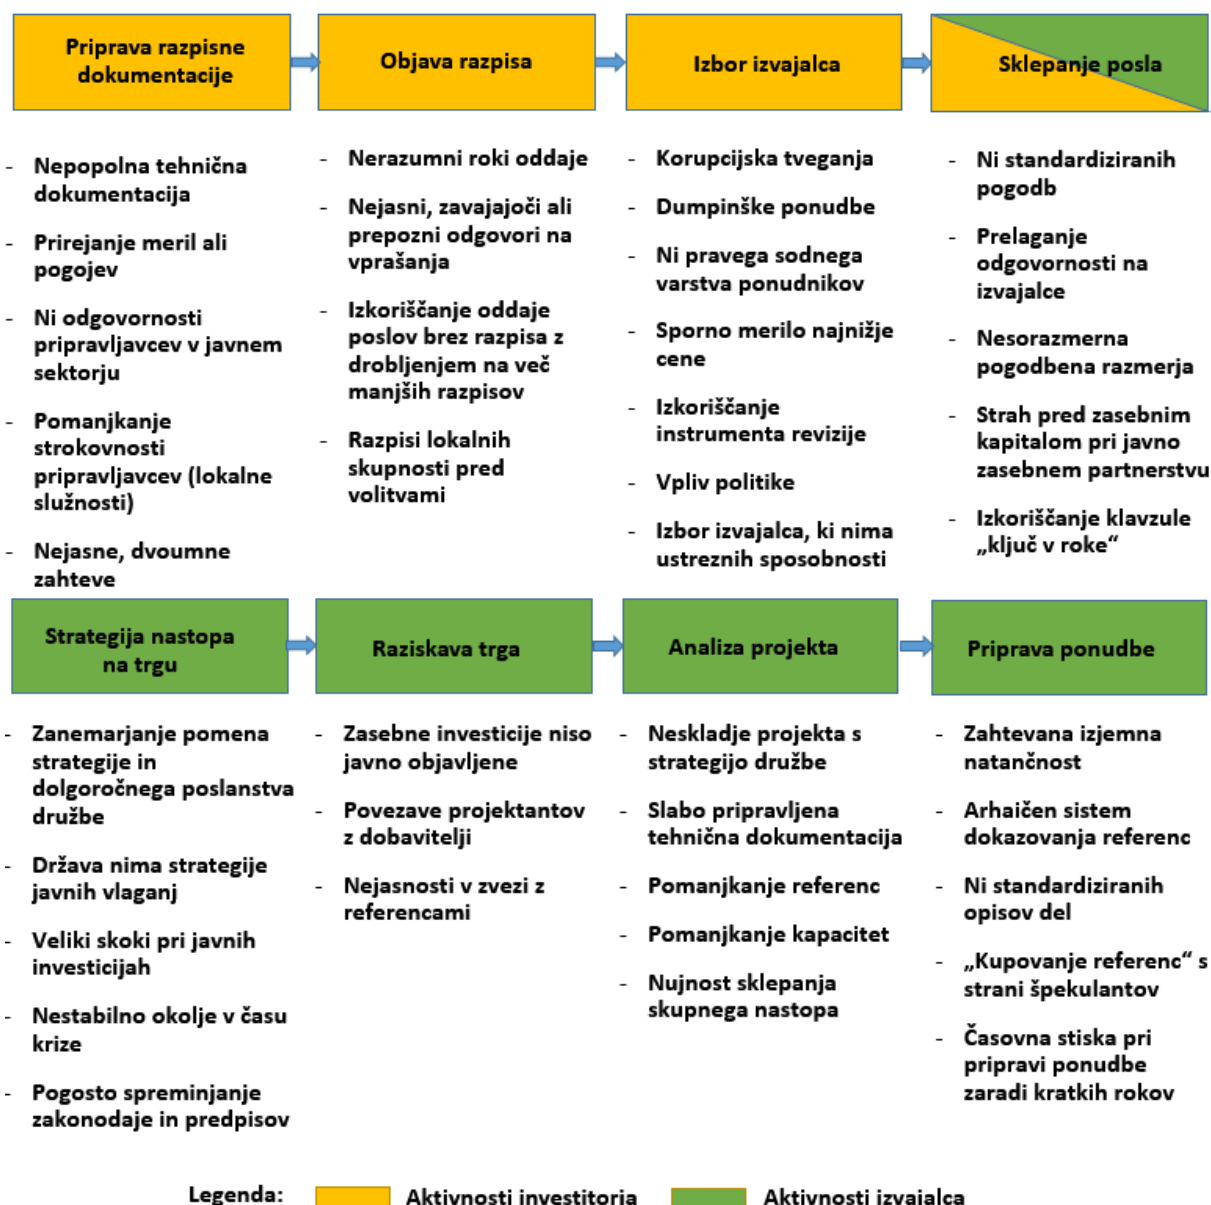 Priprava razpisne
dokumentacije
Objava razpisa
Izbor izvajalca
Sklepanje posla
- Nepopolna tehnična
dokumentacija
- Prirejanje meril ali
pogojev
- Ni odgovornosti
pripravljavcev v javnem
sektorju
- Pomanjkanje
strokovnosti
pripravljavcev (lokalne
služnosti)
- Nejasne, dvoumne
zahteve
- Nerazumni roki oddaje
- Nejasni, zavajajoči ali
prepozni odgovori na
vprašanja
- Izkoriščanje oddaje
poslov brez razpisa z
drobljenjem na več
manjših razpisov
- Razpisi lokalnih
skupnosti pred
volitvami
- Korupcijska tveganja
- Dumpinške ponudbe
- Ni pravega sodnega
varstva ponudnikov
- Sporno merilo najnižje
cene
- Izkoriščanje
instrumenta revizije
- Vpliv politike
- Izbor izvajalca, ki nima
ustreznih sposobnosti
- Ni standardiziranih
pogodb
- Prelaganje
odgovornosti na
izvajalce
- Nesorazmerna
pogodbena razmerja
- Strah pred zasebnim
kapitalom pri javno
zasebnem partnerstvu
- Izkoriščanje klavzule
„ključ v roke“
Strategija nastopa
na trgu
Raziskava trga
Analiza projekta
Priprava ponudbe
- Zanemarjanje pomena
strategije in
dolgoročnega poslanstva
družbe
- Država nima strategije
javnih vlaganj
- Veliki skoki pri javnih
investicijah
- Nestabilno okolje v času
krize
- Pogosto spreminjanje
zakonodaje in predpisov
- Zasebne investicije niso
javno objavljene
- Povezave projektantov
z dobavitelji
- Nejasnosti v zvezi z
referencami
- Neskladje projekta s
strategijo družbe
- Slabo pripravljena
tehnična dokumentacija
- Pomanjkanje referenc
- Pomanjkanje kapacitet
- Nujnost sklepanja
skupnega nastopa
- Zahtevana izjemna
natančnost
- Arhaičen sistem
dokazovanja referenc
- Ni standardiziranih
opisov del
- „Kupovanje referenc“ s
strani špekulantov
- Časovna stiska pri
pripravi ponudbe
zaradi kratkih rokov
Legenda: Aktivnosti investitorja Aktivnosti izvajalca